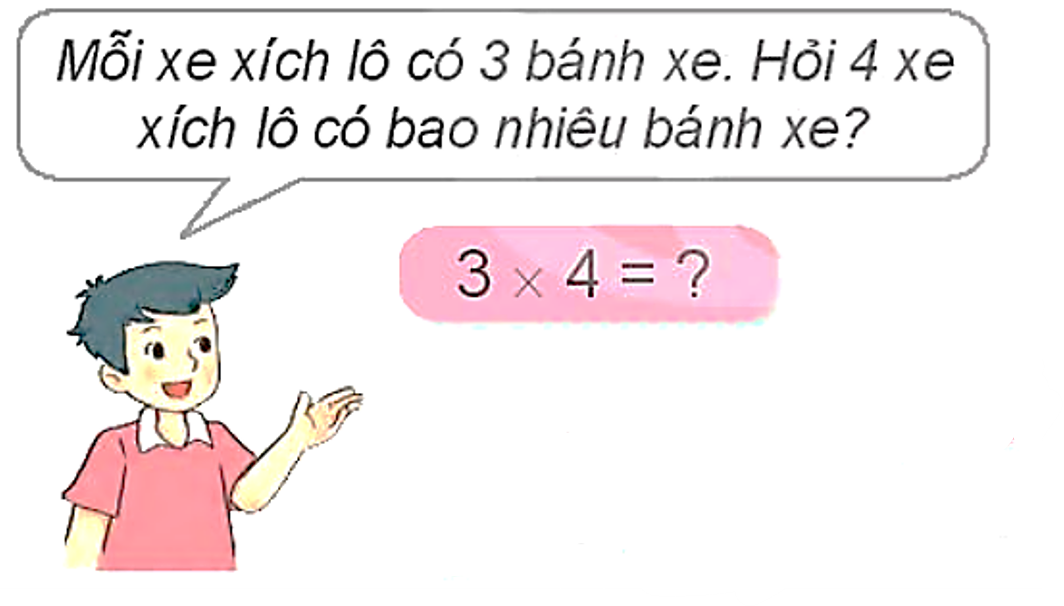 Mỗi xe xích lô có 3 bánh xe. Hỏi 4 xe
xích lô có bao nhiêu bánh xe?
3 × 4 = ?